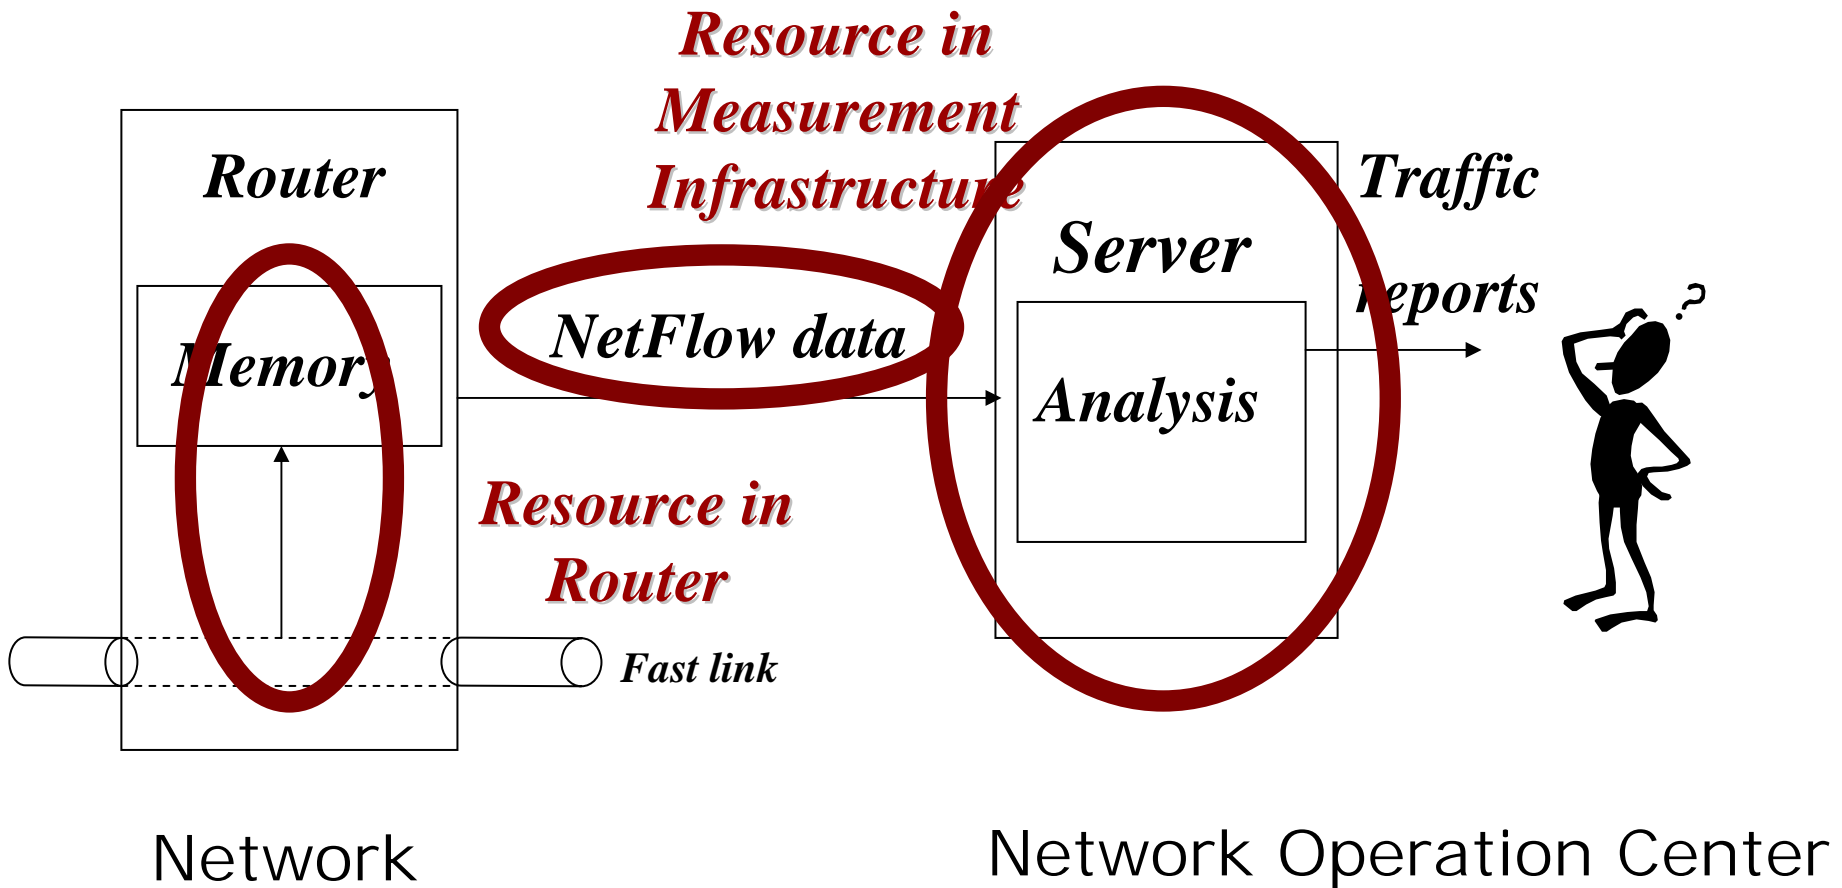 Resource in
Measurement
Infrastructure
Router
Memory
NetFlow data
Resource in
Router
Fast link
Server
Analysis
Traffic
reports
?
Network
Network Operation Center